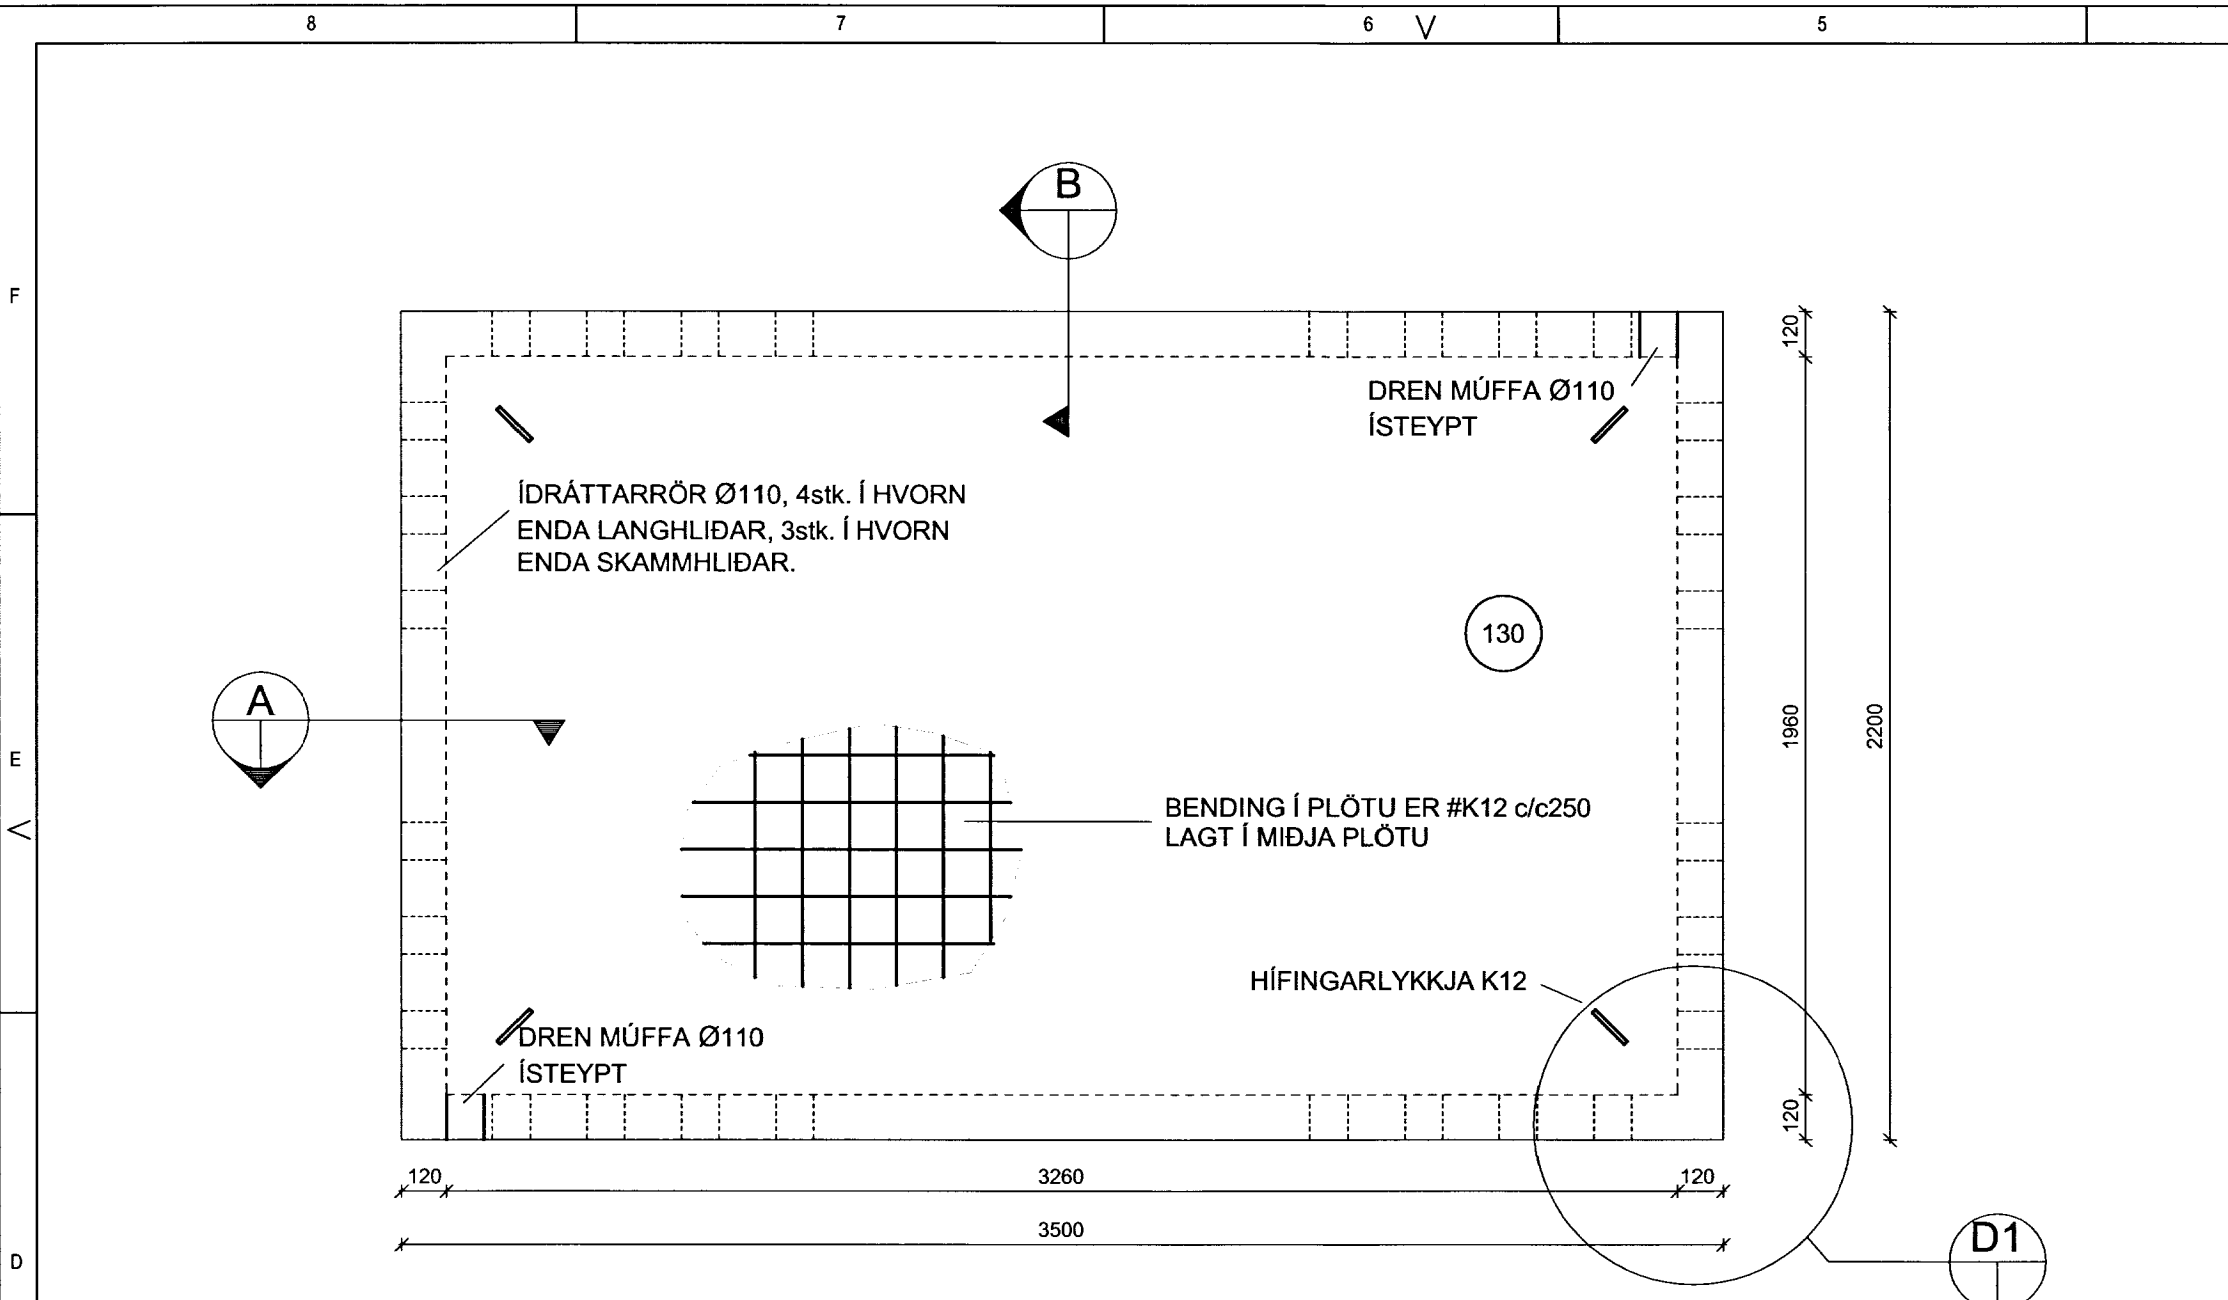 8
7
6
5
B
F
120
DREN MÚFFA Ø110
ÍSTEYPT
ÍDRÁTTARRÖR Ø110, 4stk. Í HVORN
ENDA LANGHLIÐAR, 3stk. Í HVORN
ENDA SKAMMHLIÐAR.
130
A
1960
2200
E
BENDING Í PLÖTU ER #K12 c/c250
LAGT Í MIÐJA PLÖTU
HÍFINGARLYKKJA K12
DREN MÚFFA Ø110
ÍSTEYPT
120
120
3260
120
3500
D1
D